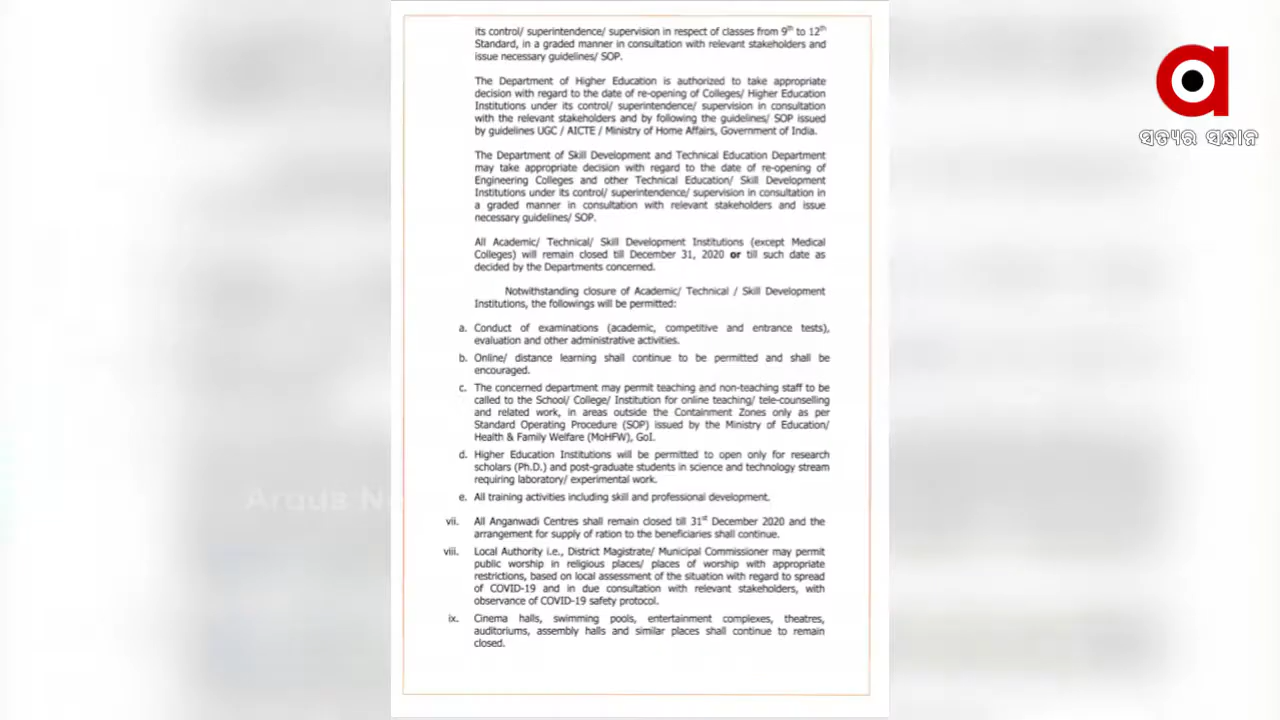 its control/ superintendence/ supervision in respect of classes from 9th to 12th
Standard, in a graded manner in consultation with relevant stakeholders and
issue necessary guidelines/ SOP.
The Department of Higher Education is authorized to take appropriate
decision with regard to the date of re-opening of Colleges/ Higher Education
Institutions under its control/ superintendence/ supervision in consultation
with the relevant stakeholders and by following the guidelines/ SOP issued
by guidelines UGC / AICTE / Ministry of Home Affairs, Government of India.
The Department of Skill Development and Technical Education Department
may take appropriate decision with regard to the date of re-opening of
Engineering Colleges and other Technical Education/ Skill Development
Institutions under its control/ superintendence/ supervision in consultation in
a graded manner in consultation with relevant stakeholders and issue
necessary guidelines/ SOP.
All Academic/ Technical/ Skill Development Institutions (except Medical
Colleges) will remain closed till December 31, 2020 or till such date as
decided by the Departments concerned.
Notwithstanding closure of Academic/ Technical / Skill Development
Institutions, the followings will be permitted:
a. Conduct of examinations (academic, competitive and entrance tests),
evaluation and other administrative activities.
b. Online/ distance learning shall continue to be permitted and shall be
encouraged.
c. The concerned department may permit teaching and non-teaching staff to be
called to the School/ College/ Institution for online teaching/ tele-counselling
and related work, in areas outside the Containment Zones only as per
Standard Operating Procedure (SOP) issued by the Ministry of Education/
Health & Family Welfare (MoHFW), GoI.
d. Higher Education Institutions will be permitted to open only for research
scholars (Ph.D.) and post-graduate students in science and technology stream
requiring laboratory/ experimental work.
e. All training activities including skill and professional development.
vii. All Anganwadi Centres shall remain closed till 31st December 2020 and the
arrangement for supply of ration to the beneficiaries shall continue.
viii. Local Authority i.e., District Magistrate/ Municipal Commissioner may permit
public worship in religious places/ places of worship with appropriate
restrictions, based on local assessment of the situation with regard to spread
of COVID-19 and in due consultation with relevant stakeholders, with
observance of COVID-19 safety protocol.
ix. Cinema halls, swimming pools, entertainment complexes, theatres,
auditoriums, assembly halls and similar places shall continue to remain
closed.
ସତ୍ୟର ସନ୍ଧାନ
Argus